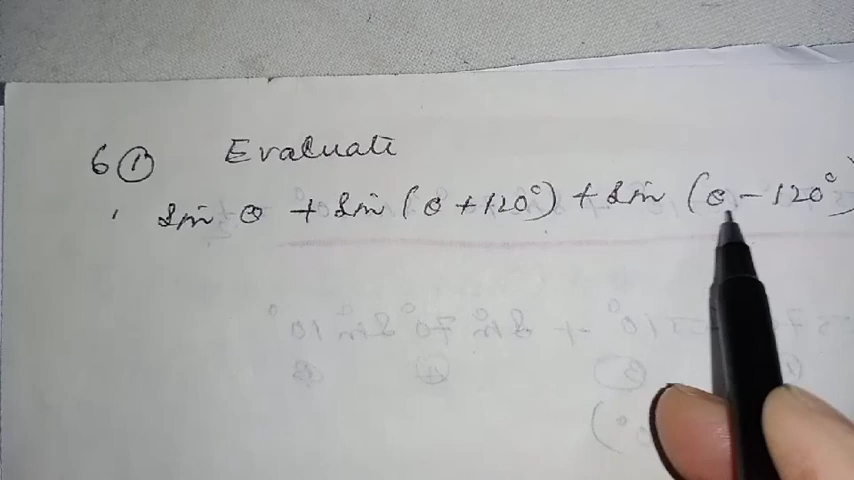 6 ① Evaluate
sin θ + sin (θ + 120°) + sin (θ - 120°)